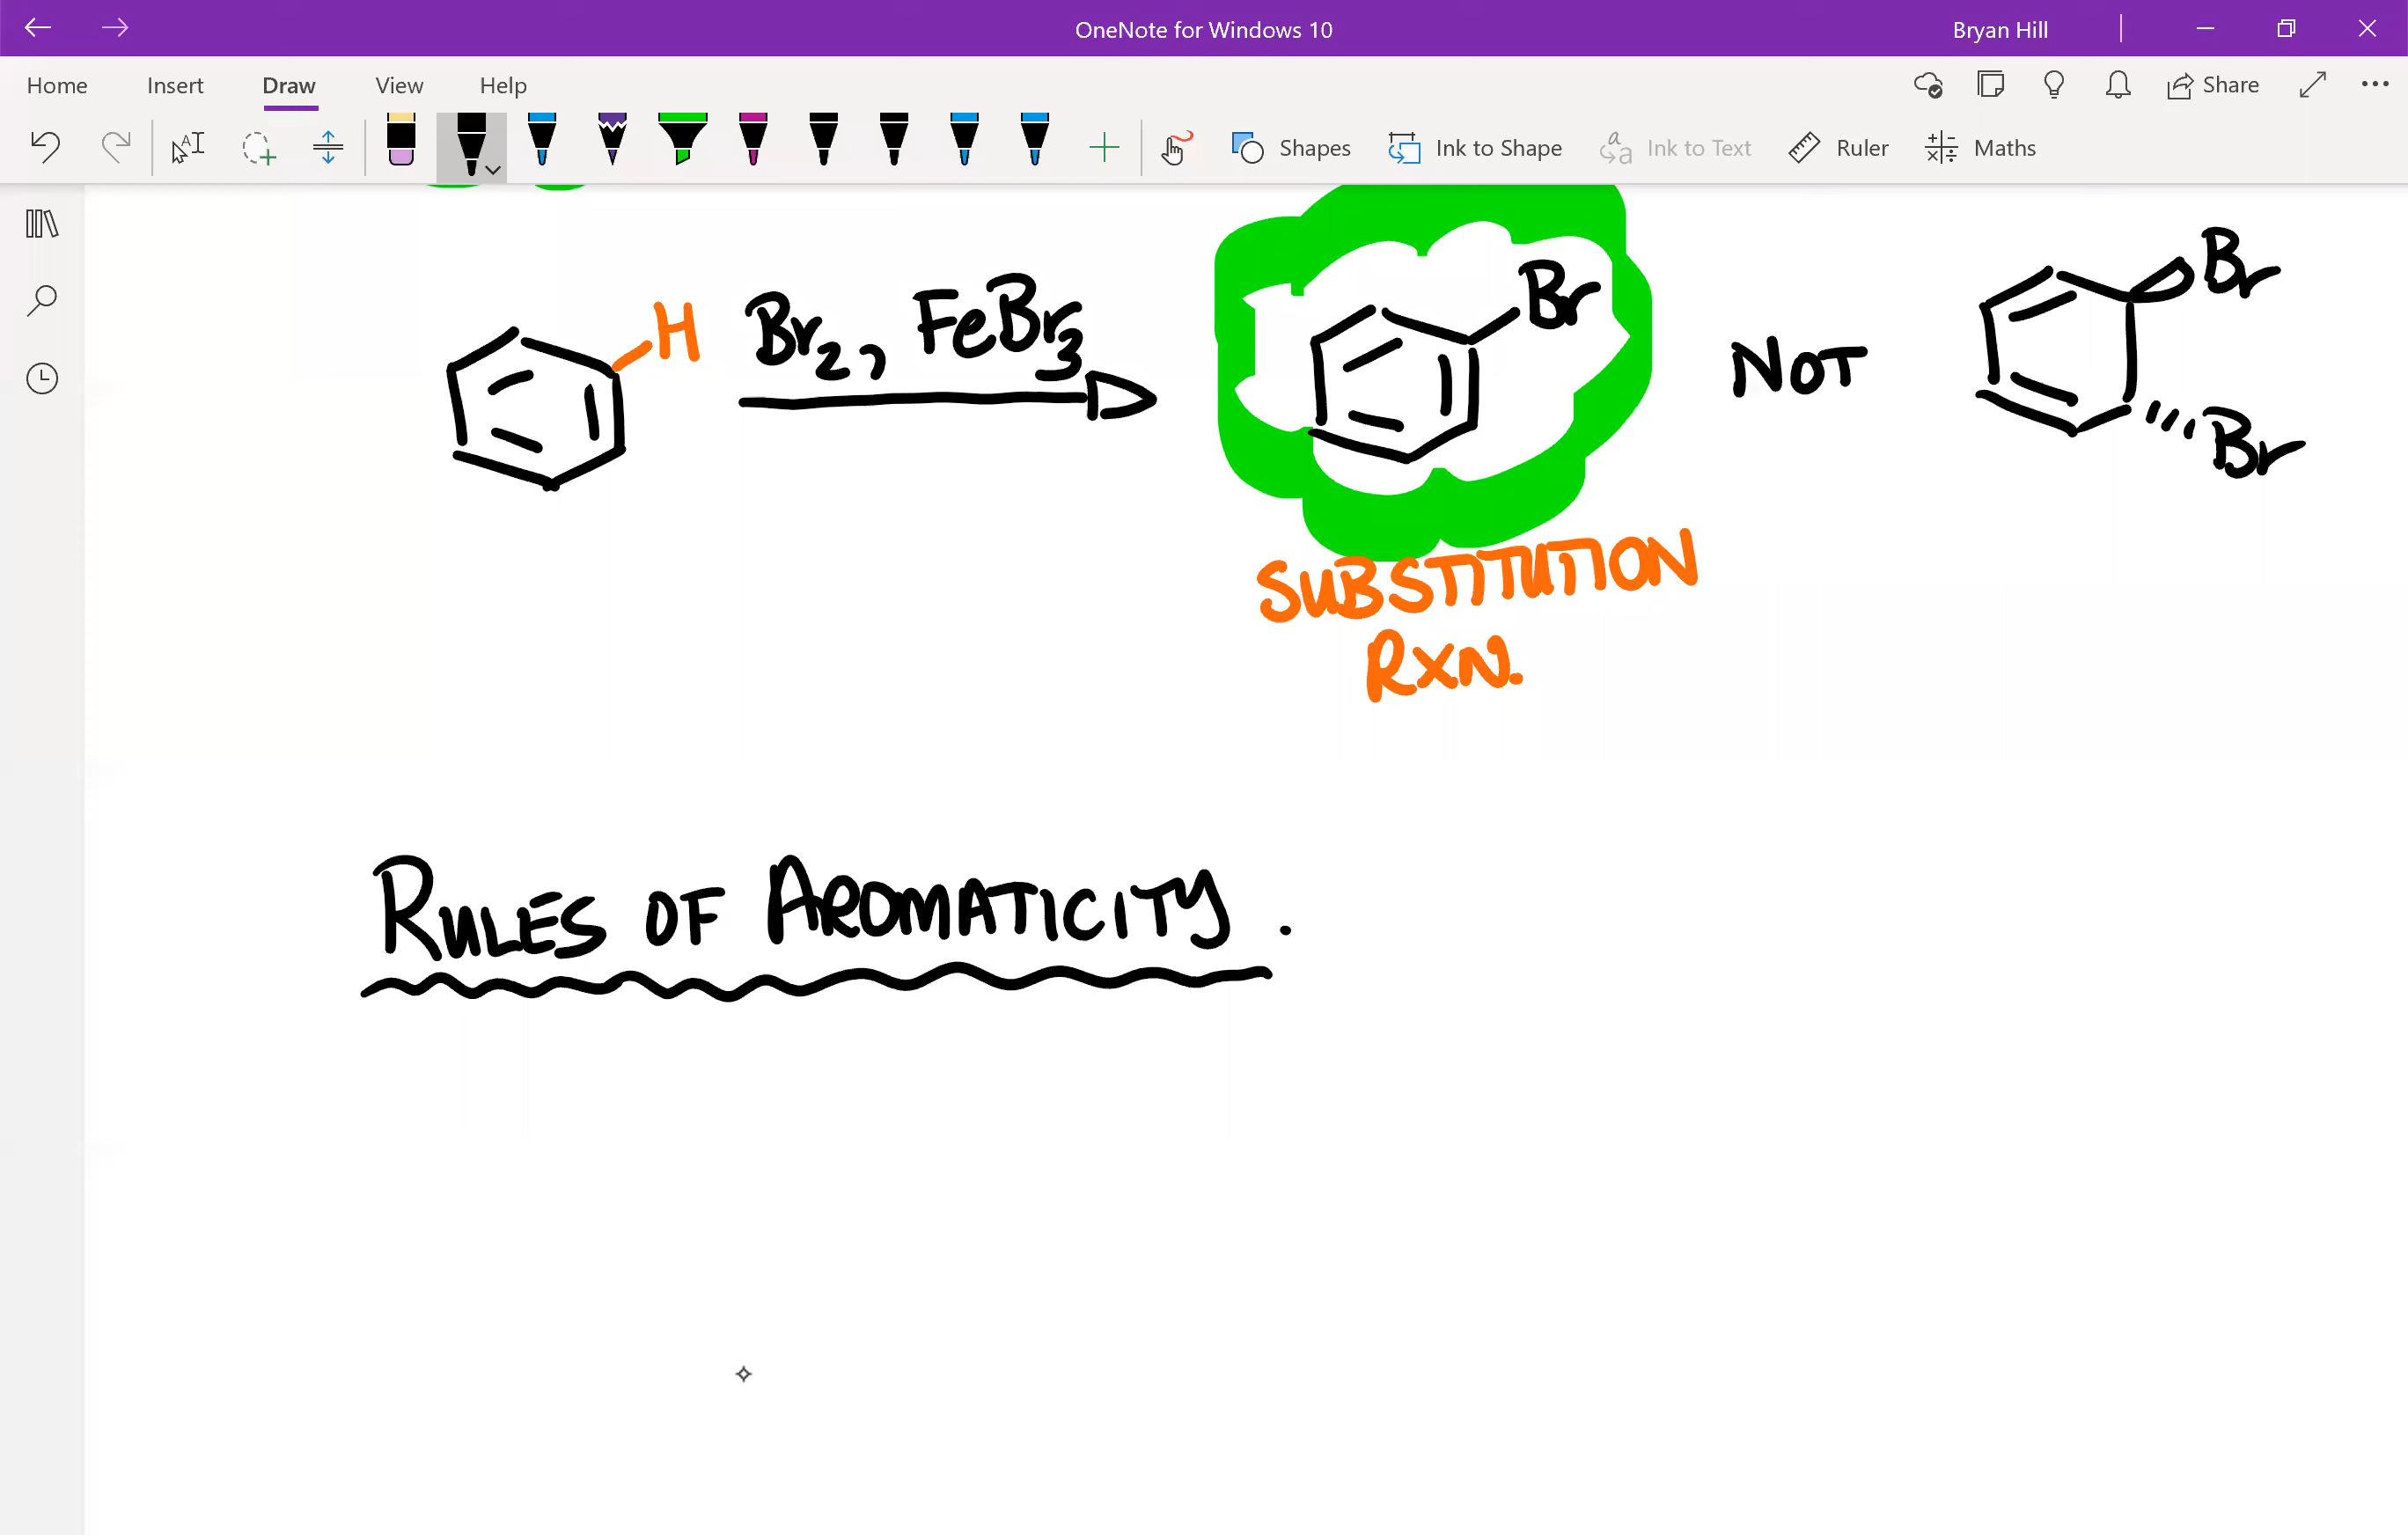 OneNote for Windows 10
Bryan Hill
Home Insert Draw View Help
Share
Shapes Ink to Shape Ink to Text Ruler Maths
H Br2, FeBr3 Br NOT Br
Br
SUBSTITUTION
RXN.
RULES OF AROMATICITY.